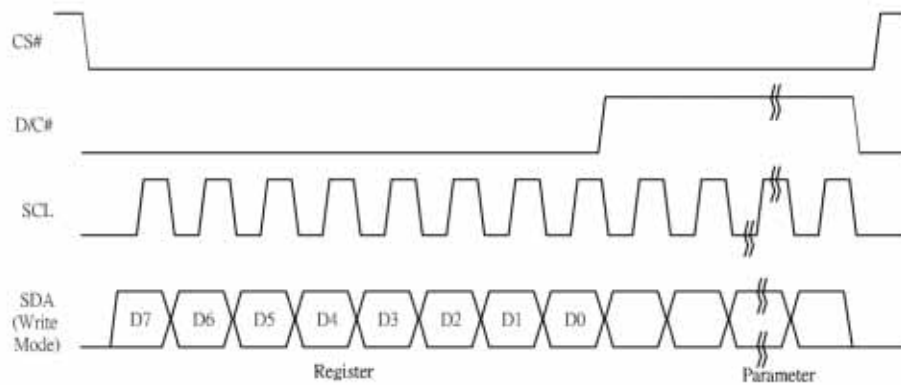 CS#
D/C#
SCL
SDA
(Write
Mode)
D7 D6 D5 D4 D3 D2 D1 D0
Register Parameter